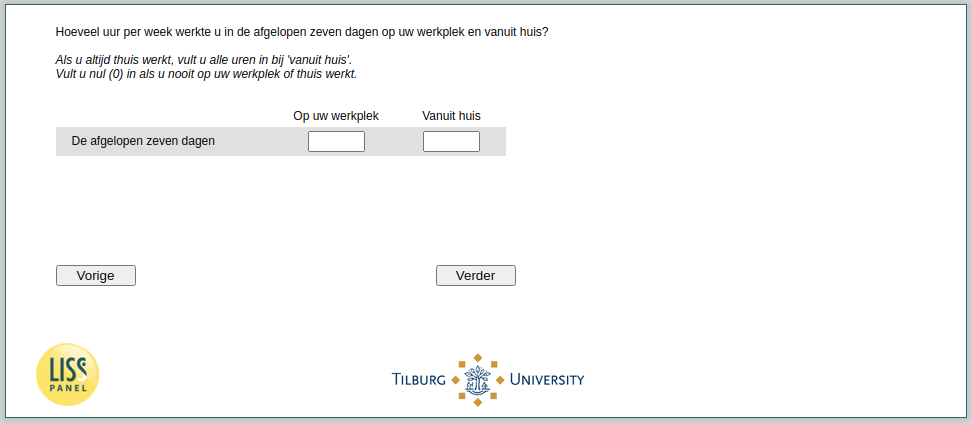 Hoeveel uur per week werkte u in de afgelopen zeven dagen op uw werkplek en vanuit huis?
Als u altijd thuis werkt, vult u alle uren in bij 'vanuit huis'.
Vult u nul (0) in als u nooit op uw werkplek of thuis werkt.
Op uw werkplek Vanuit huis
De afgelopen zeven dagen
Vorige Verder
LISS
PANEL
TILBURG UNIVERSITY